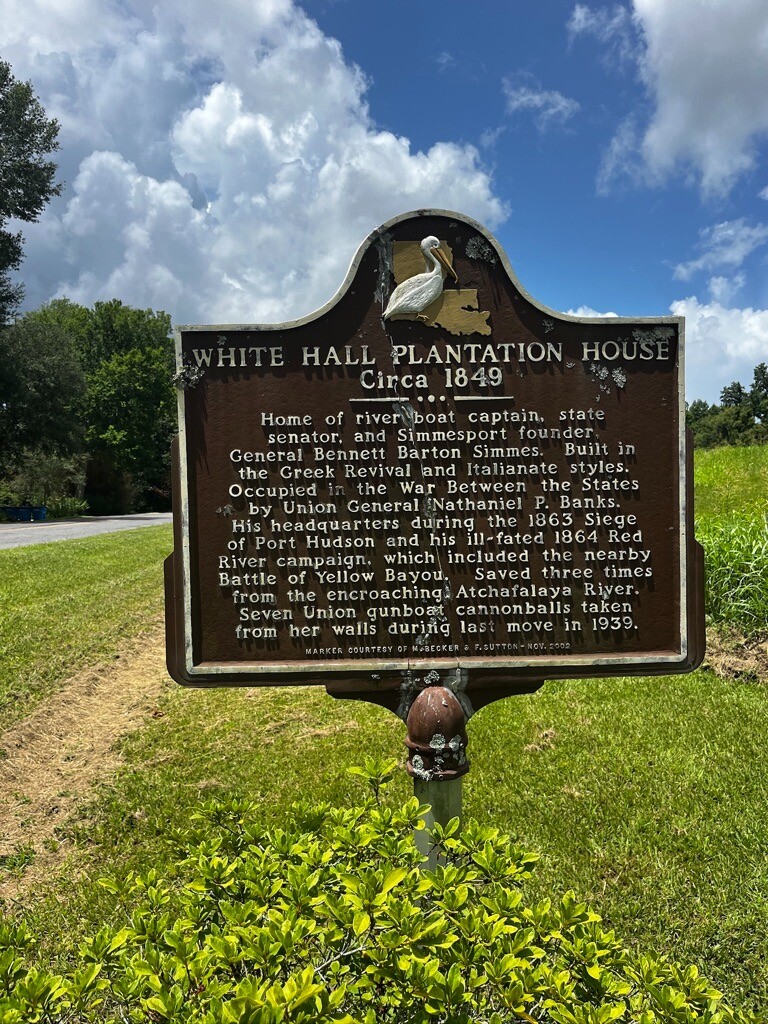 WHITE HALL PLANTATION HOUSE
Circa 1849
Home of river boat captain, state
senator, and Simmesport founder,
General Bennett Barton Simmes. Built in
the Greek Revival and Italianate styles.
Occupied in the War Between the States
by Union General Nathaniel P. Banks.
His headquarters during the 1863 Siege
of Port Hudson and his ill-fated 1864 Red
River campaign, which included the nearby
Battle of Yellow Bayou. Saved three times
from the encroaching Atchafalaya River.
Seven Union gunboat cannonballs taken
from her walls during last move in 1939.
MARKER COURTESY OF M. BECKER & F. SUTTON - NOV. 2002